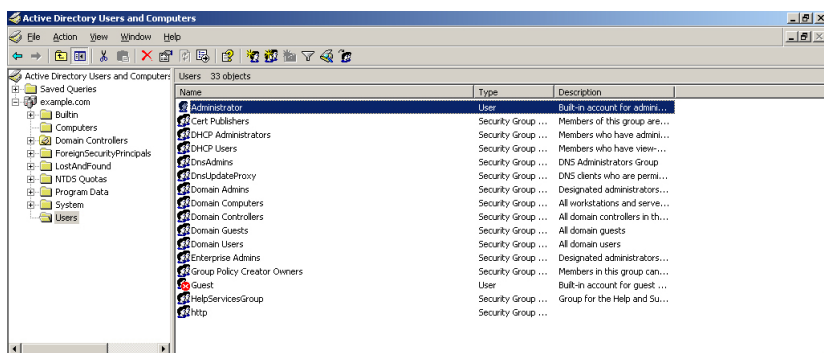 Active Directory Users and Computers
File Action View Window Help
Active Directory Users and Computers
Saved Queries
example.com
Builtin
Computers
Domain Controllers
ForeignSecurityPrincipals
LostAndFound
NTDS Quotas
Program Data
System
Users
Users 33 objects
Name Type Description
Administrator User Built-in account for admini...
Cert Publishers Security Group ... Members of this group are...
DHCP Administrators Security Group ... Members who have admini...
DHCP Users Security Group ... Members who have view-...
DnsAdmins Security Group ... DNS Administrators Group
DnsUpdateProxy Security Group ... DNS clients who are permi...
Domain Admins Security Group ... Designated administrators...
Domain Computers Security Group ... All workstations and serve...
Domain Controllers Security Group ... All domain controllers in th...
Domain Guests Security Group ... All domain guests
Domain Users Security Group ... All domain users
Enterprise Admins Security Group ... Designated administrators...
Group Policy Creator Owners Security Group ... Members in this group can...
Guest User Built-in account for guest ...
HelpServicesGroup Security Group ... Group for the Help and Su...
http Security Group ...